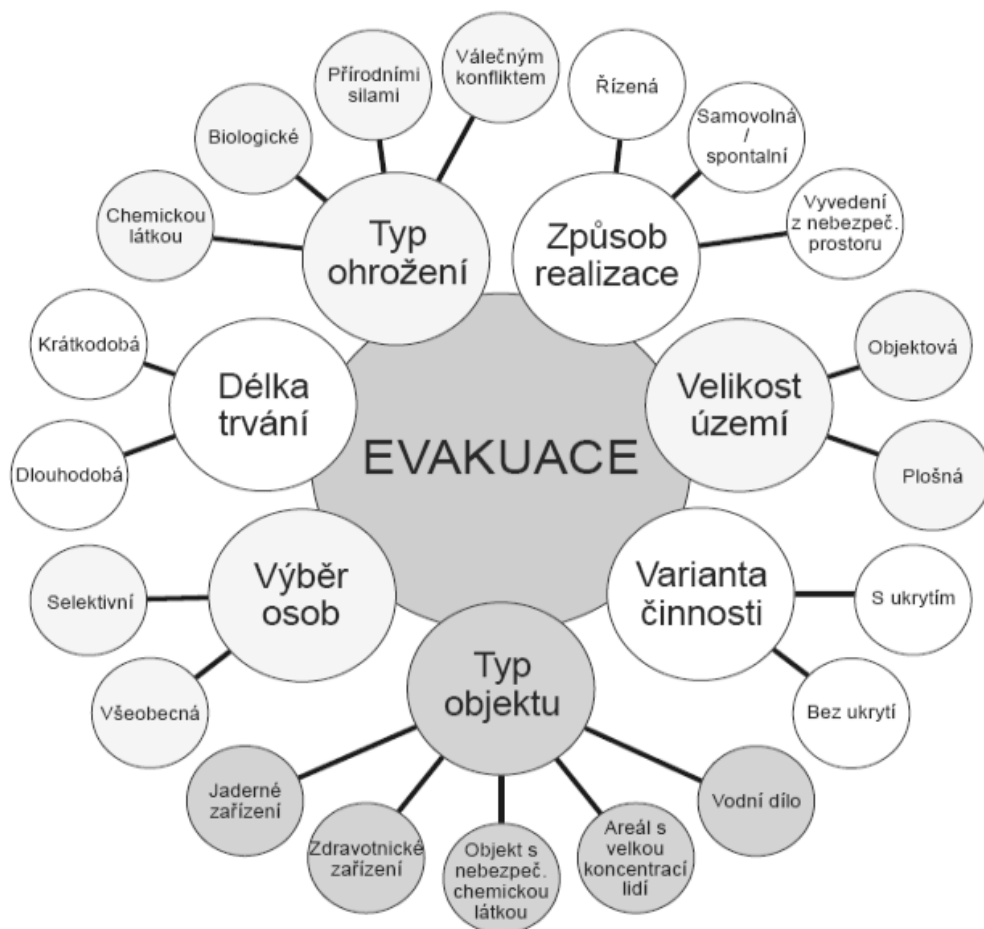 Válečným
konfliktem
Přírodními
silami
Biologické
Chemickou
látkou
Typ
ohrožení
Řízená
Samovolná
/
spontalní
Vyvedení
z nebezpeč.
prostoru
Způsob
realizace
Krátkodobá
Dlouhodobá
Délka
trvání
Objektová
Plošná
Velikost
území
EVAKUACE
Selektivní
Všeobecná
Výběr
osob
S ukrytím
Bez ukrytí
Varianta
činnosti
Typ
objektu
Jaderné
zařízení
Zdravotnické
zařízení
Objekt s
nebezpeč.
chemickou
látkou
Areál s
velkou
koncentrací
lidí
Vodní dílo